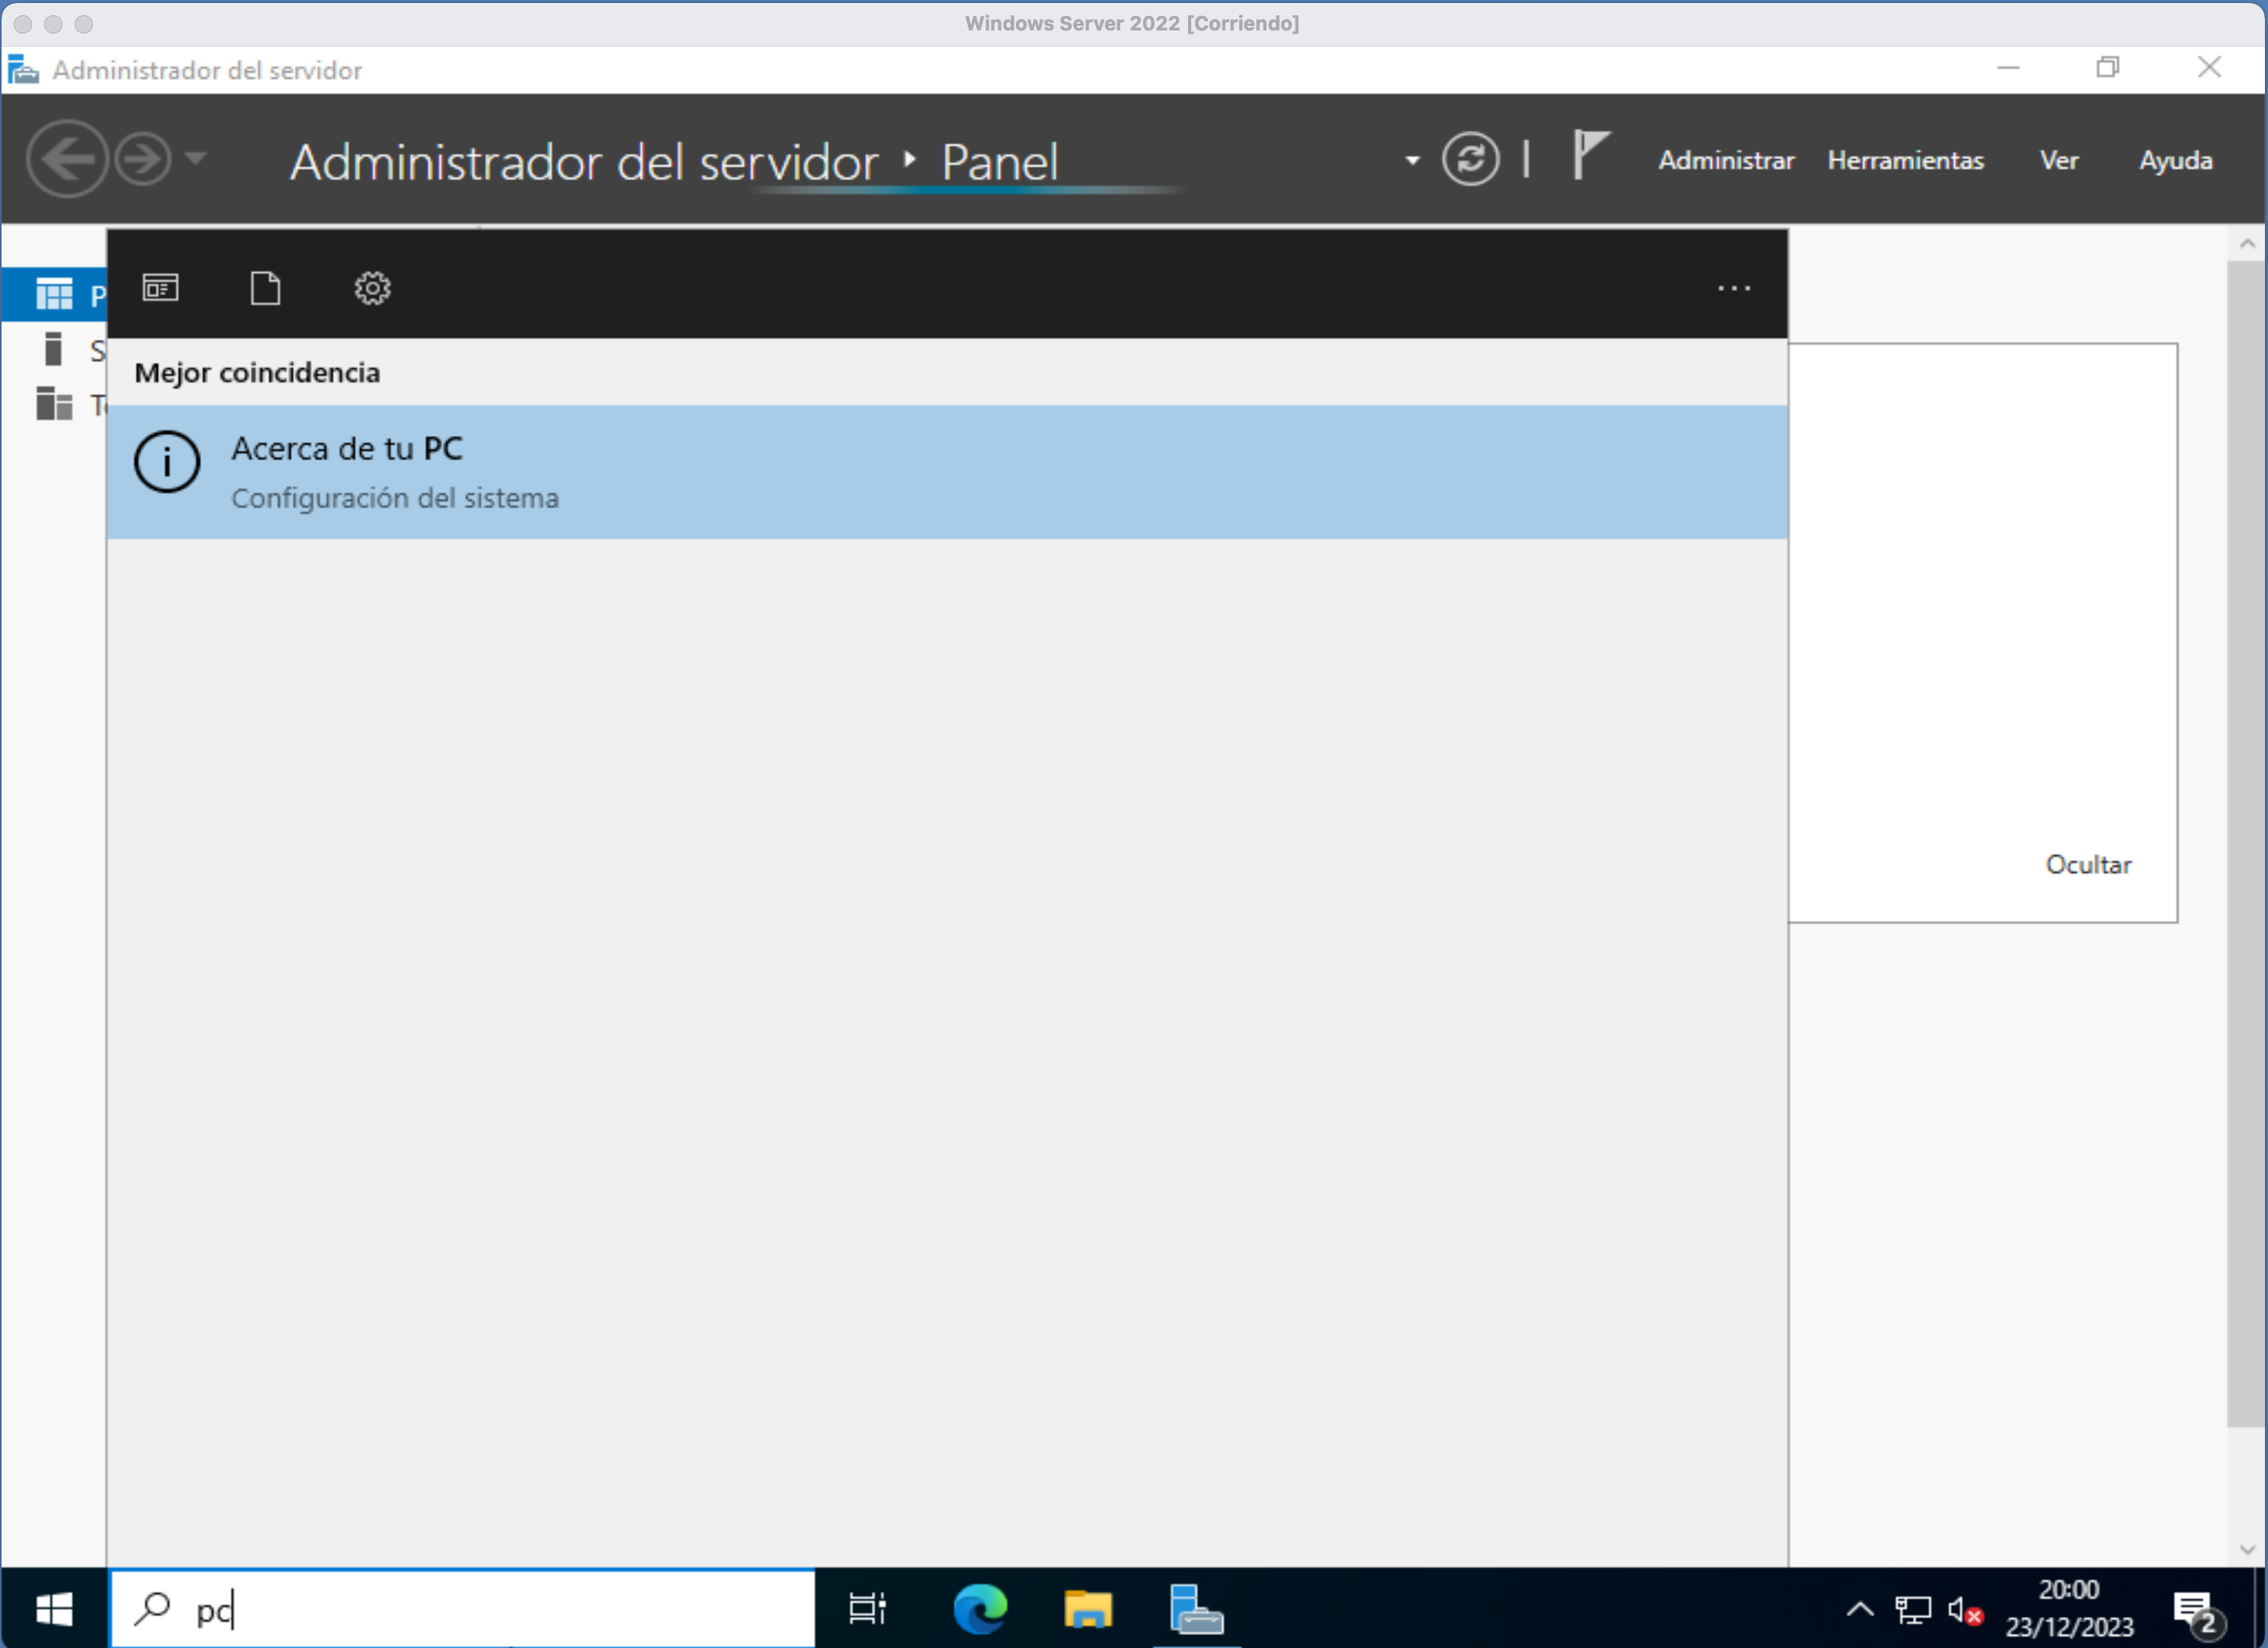 Windows Server 2022 [Corriendo]
Administrador del servidor
Administrador del servidor ‣ Panel
Administrar Herramientas Ver Ayuda
P
S
Mejor coincidencia
Acerca de tu PC
Configuración del sistema
Ocultar
pc
20:00
23/12/2023
2